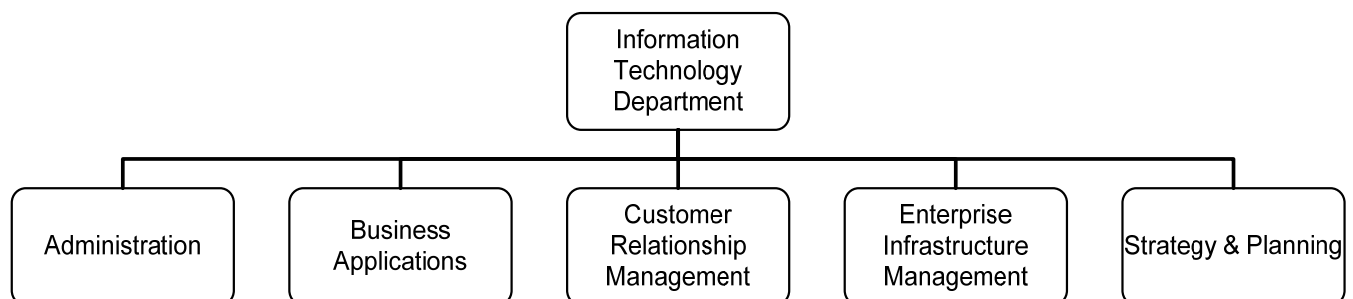 Information
Technology
Department
Administration
Business
Applications
Customer
Relationship
Management
Enterprise
Infrastructure
Management
Strategy & Planning